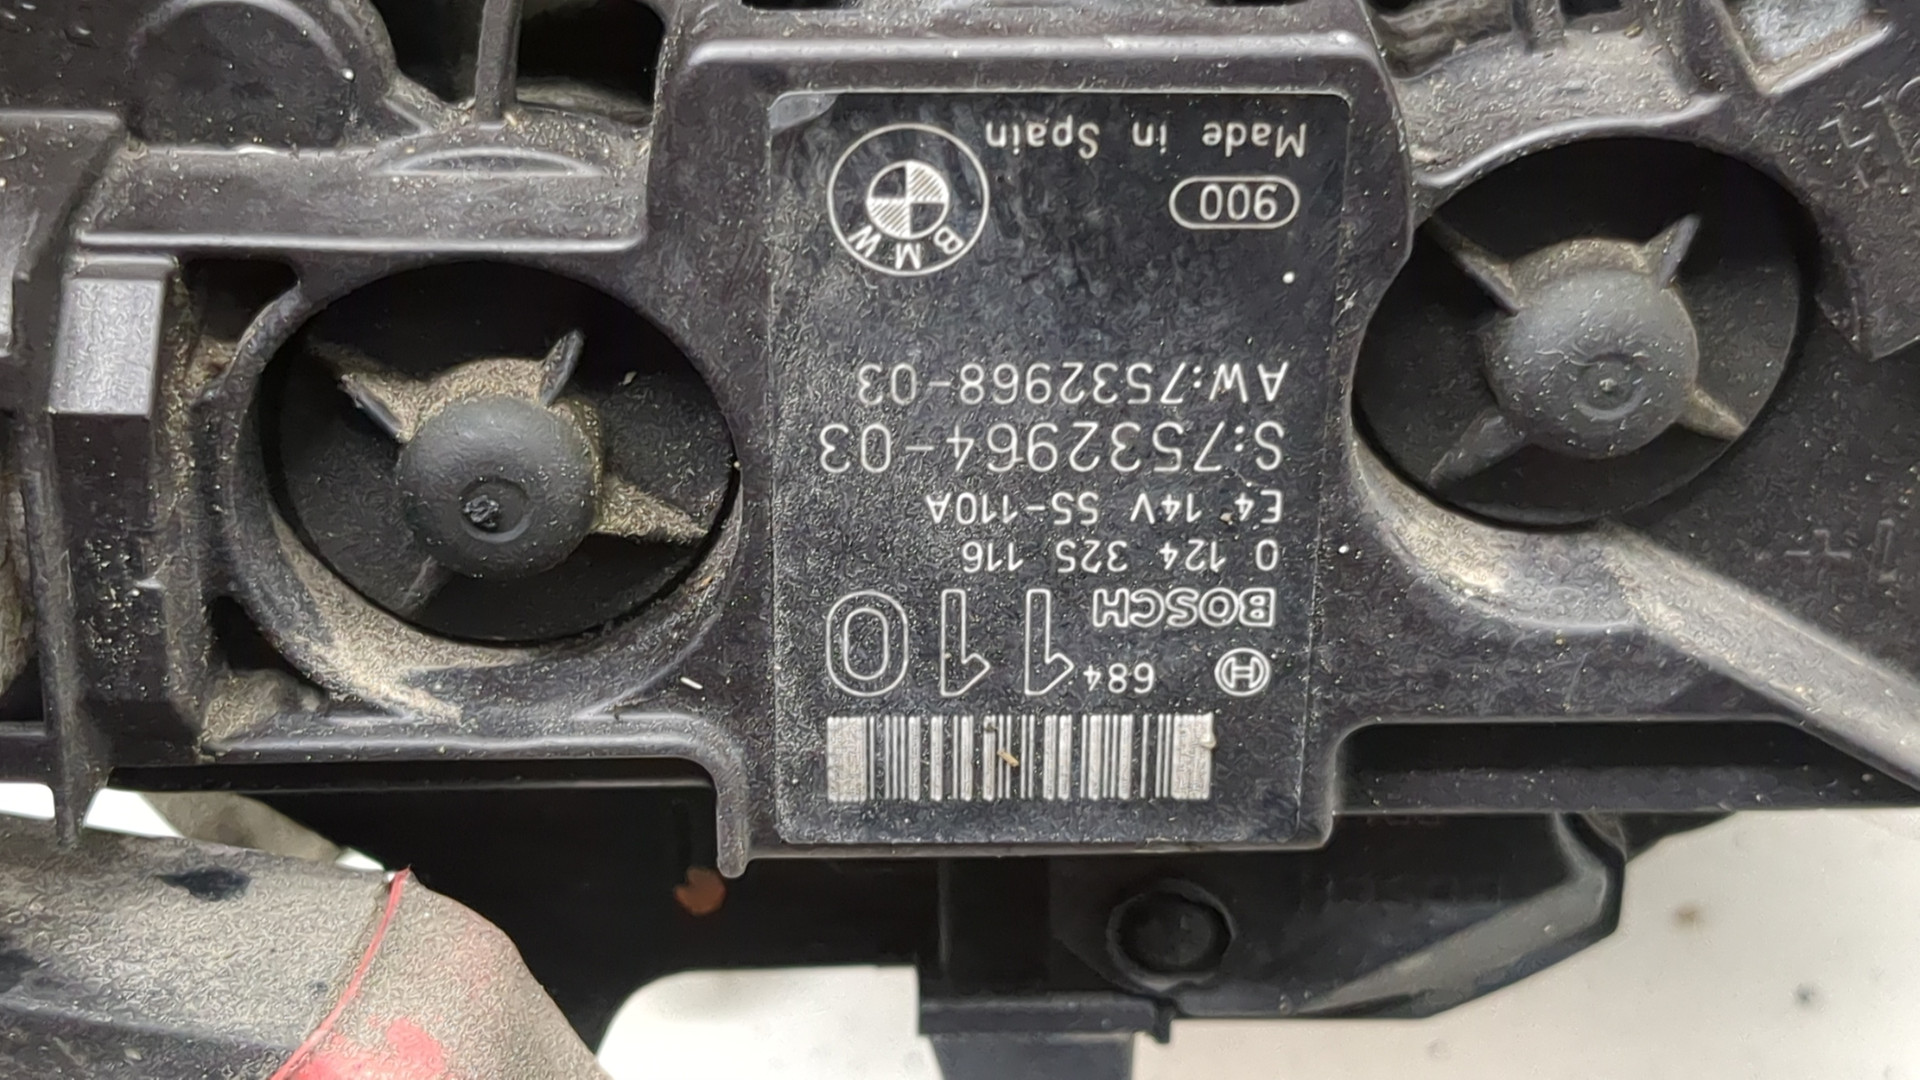 684
110
BOSCH
0 124 325 116
E4 14V 55-110A
S:7532964-03
AW:7532968-03
900
BMW
Made in Spain